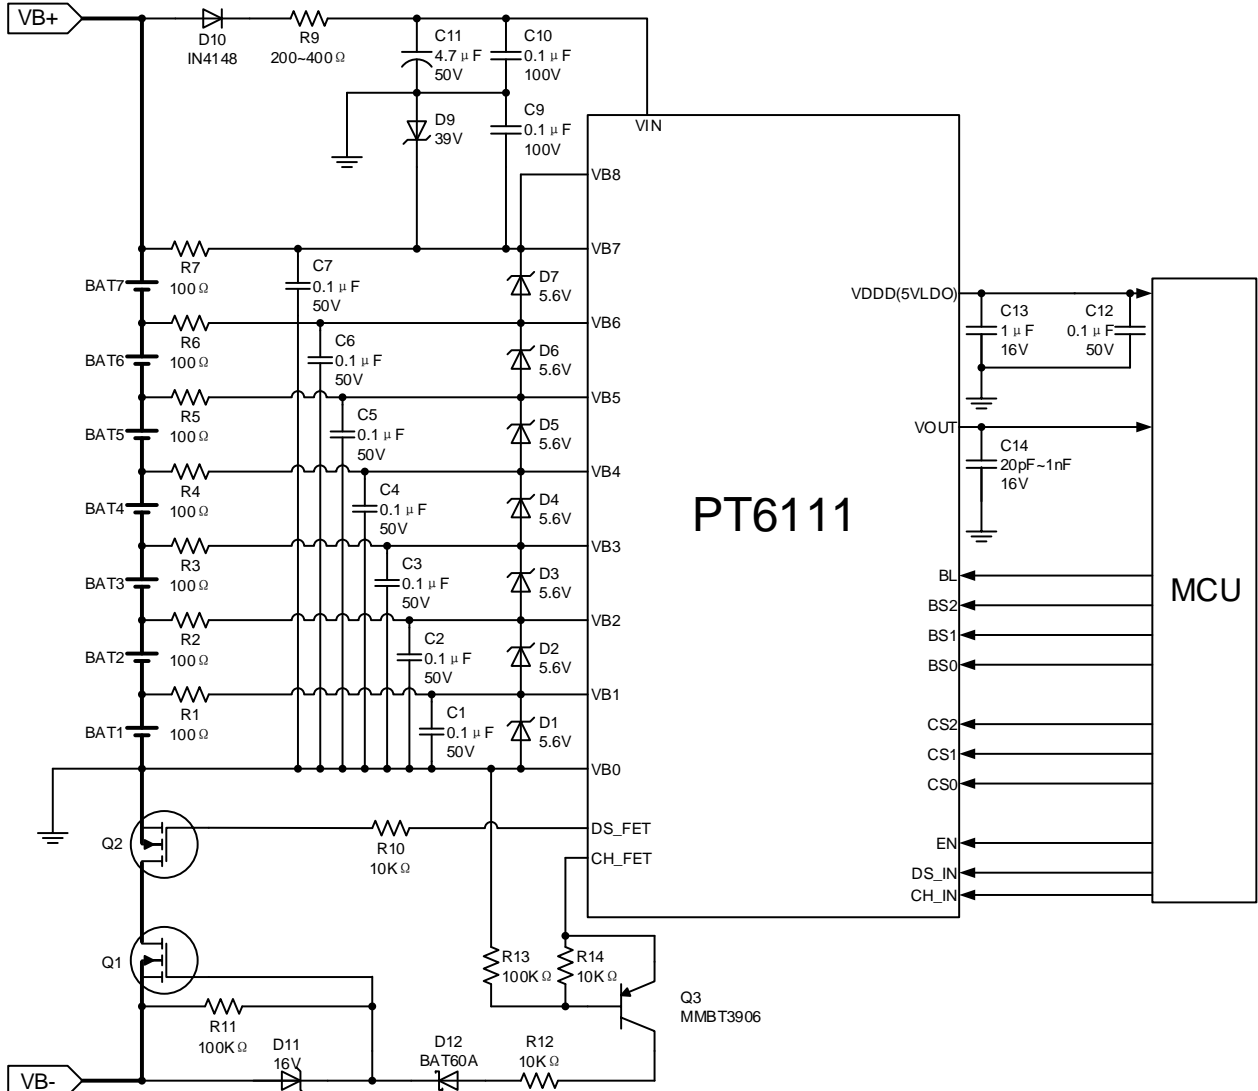 VB+
D10
IN4148
R9
200~400Ω
C11
4.7μF
50V
C10
0.1μF
100V
D9
39V
C9
0.1μF
100V
VIN
VB8
VB7
R7
100Ω
BAT7
C7
0.1μF
50V
D7
5.6V
VB6
R6
100Ω
BAT6
C6
0.1μF
50V
D6
5.6V
VB5
R5
100Ω
BAT5
C5
0.1μF
50V
D5
5.6V
VB4
R4
100Ω
BAT4
C4
0.1μF
50V
D4
5.6V
VB3
R3
100Ω
BAT3
C3
0.1μF
50V
D3
5.6V
VB2
R2
100Ω
BAT2
C2
0.1μF
50V
D2
5.6V
VB1
R1
100Ω
BAT1
C1
0.1μF
50V
D1
5.6V
VB0
DS_FET
CH_FET
PT6111
VDDD(5VLDO)
C13
1μF
16V
C12
0.1μF
50V
VOUT
C14
20pF~1nF
16V
BL
BS2
BS1
BS0
CS2
CS1
CS0
EN
DS_IN
CH_IN
MCU
Q2
R10
10KΩ
Q1
R11
100KΩ
R13
100KΩ
R14
10KΩ
Q3
MMBT3906
D11
16V
D12
BAT60A
R12
10KΩ
VB-